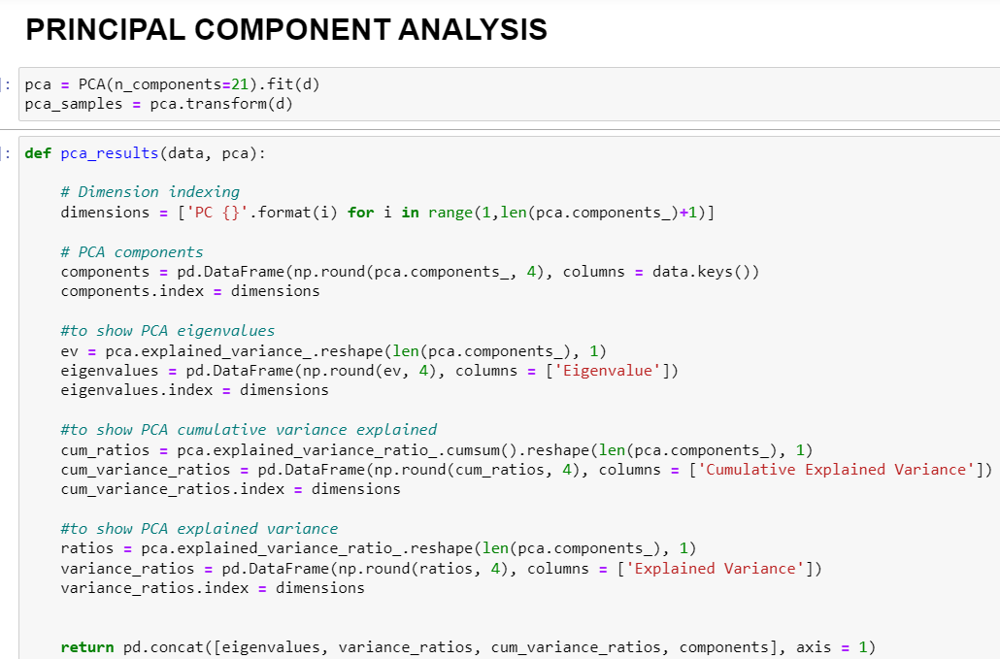 PRINCIPAL COMPONENT ANALYSIS
]: pca = PCA(n_components=21).fit(d)
pca_samples = pca.transform(d)
]: def pca_results(data, pca):
# Dimension indexing
dimensions = ['PC {}'.format(i) for i in range(1,len(pca.components_)+1)]
# PCA components
components = pd.DataFrame(np.round(pca.components_, 4), columns = data.keys())
components.index = dimensions
#to show PCA eigenvalues
ev = pca.explained_variance_.reshape(len(pca.components_), 1)
eigenvalues = pd.DataFrame(np.round(ev, 4), columns = ['Eigenvalue'])
eigenvalues.index = dimensions
#to show PCA cumulative variance explained
cum_ratios = pca.explained_variance_ratio_.cumsum().reshape(len(pca.components_), 1)
cum_variance_ratios = pd.DataFrame(np.round(cum_ratios, 4), columns = ['Cumulative Explained Variance'])
cum_variance_ratios.index = dimensions
#to show PCA explained variance
ratios = pca.explained_variance_ratio_.reshape(len(pca.components_), 1)
variance_ratios = pd.DataFrame(np.round(ratios, 4), columns = ['Explained Variance'])
variance_ratios.index = dimensions
return pd.concat([eigenvalues, variance_ratios, cum_variance_ratios, components], axis = 1)